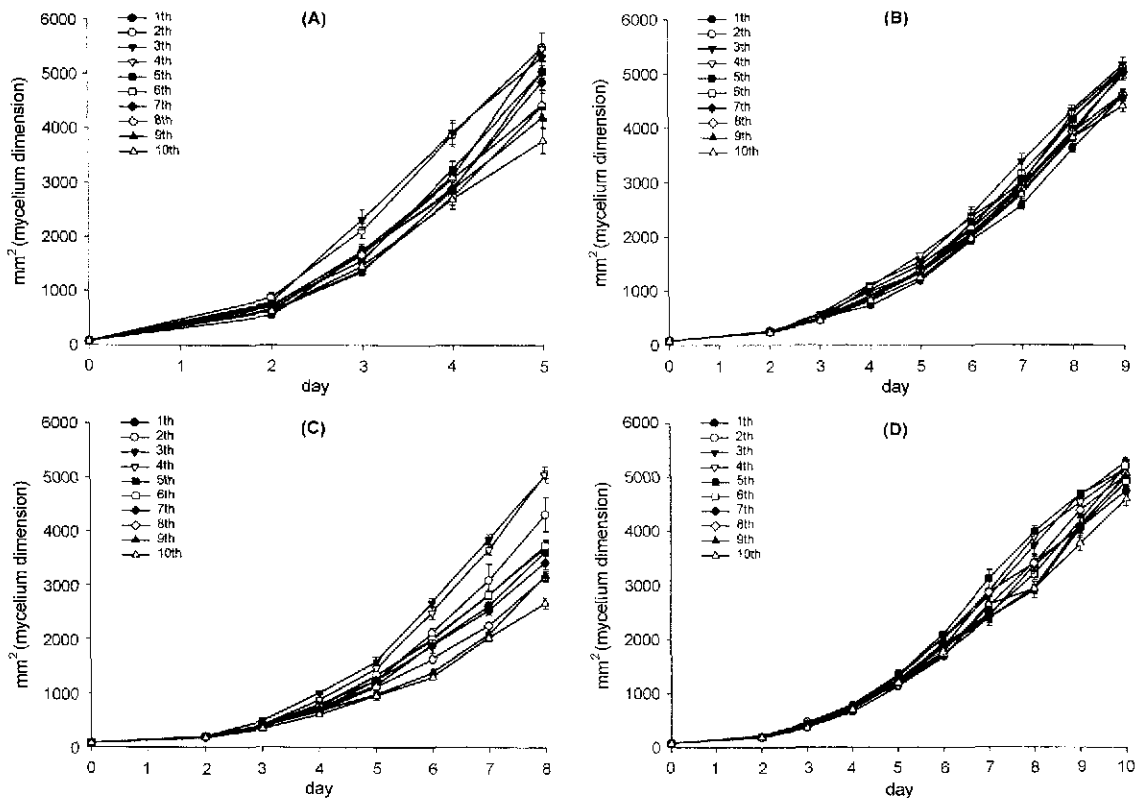 (A)
6000
5000
4000
3000
2000
1000
0
mm² (mycelium dimension)
1th
2th
3th
4th
5th
6th
7th
8th
9th
10th
0 1 2 3 4 5
day
(B)
6000
5000
4000
3000
2000
1000
0
mm² (mycelium dimension)
1th
2th
3th
4th
5th
6th
7th
8th
9th
10th
0 1 2 3 4 5 6 7 8 9
day
(C)
6000
5000
4000
3000
2000
1000
0
mm² (mycelium dimension)
1th
2th
3th
4th
5th
6th
7th
8th
9th
10th
0 1 2 3 4 5 6 7 8
day
(D)
6000
5000
4000
3000
2000
1000
0
mm² (mycelium dimension)
1th
2th
3th
4th
5th
6th
7th
8th
9th
10th
0 1 2 3 4 5 6 7 8 9 10
day